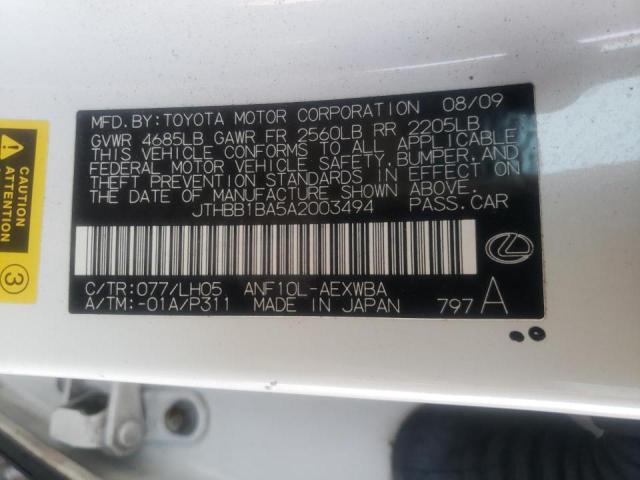 CAUTION
ATTENTION
3
MFD. BY: TOYOTA MOTOR CORPORATION 08/09
GVWR 4685LB GAWR FR 2560LB RR 2205LB
THIS VEHICLE CONFORMS TO ALL APPLICABLE
FEDERAL MOTOR VEHICLE SAFETY, BUMPER, AND
THEFT PREVENTION STANDARDS IN EFFECT ON
THE DATE OF MANUFACTURE SHOWN ABOVE.
JTHBB1BA5A2003494 PASS. CAR
C/TR: 077/LH05 ANF10L-AEXWBA
A/TM: -01A/P311 MADE IN JAPAN 797 A